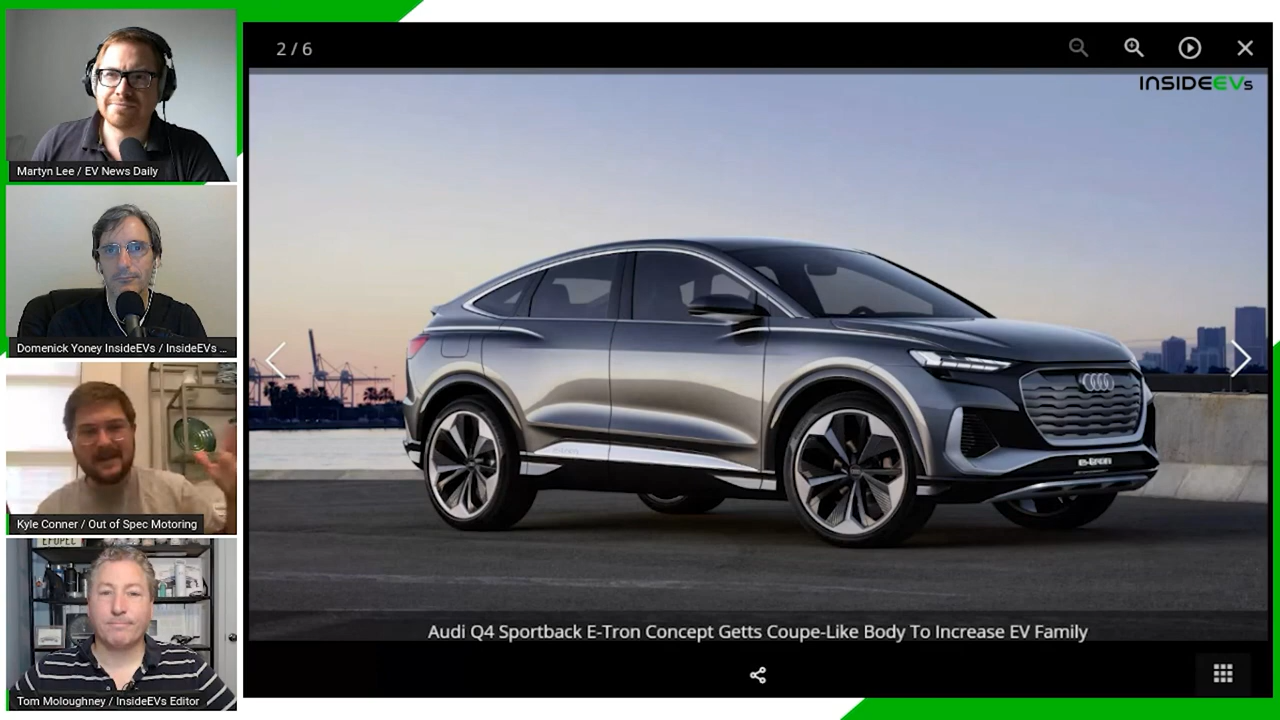 Martyn Lee / EV News Daily
Domenick Yoney InsideEVs / InsideEVs ...
Kyle Conner / Out of Spec Motoring
Tom Moloughney / InsideEVs Editor
2 / 6
INSIDEEVs
e-tron
Audi Q4 Sportback E-Tron Concept Getts Coupe-Like Body To Increase EV Family